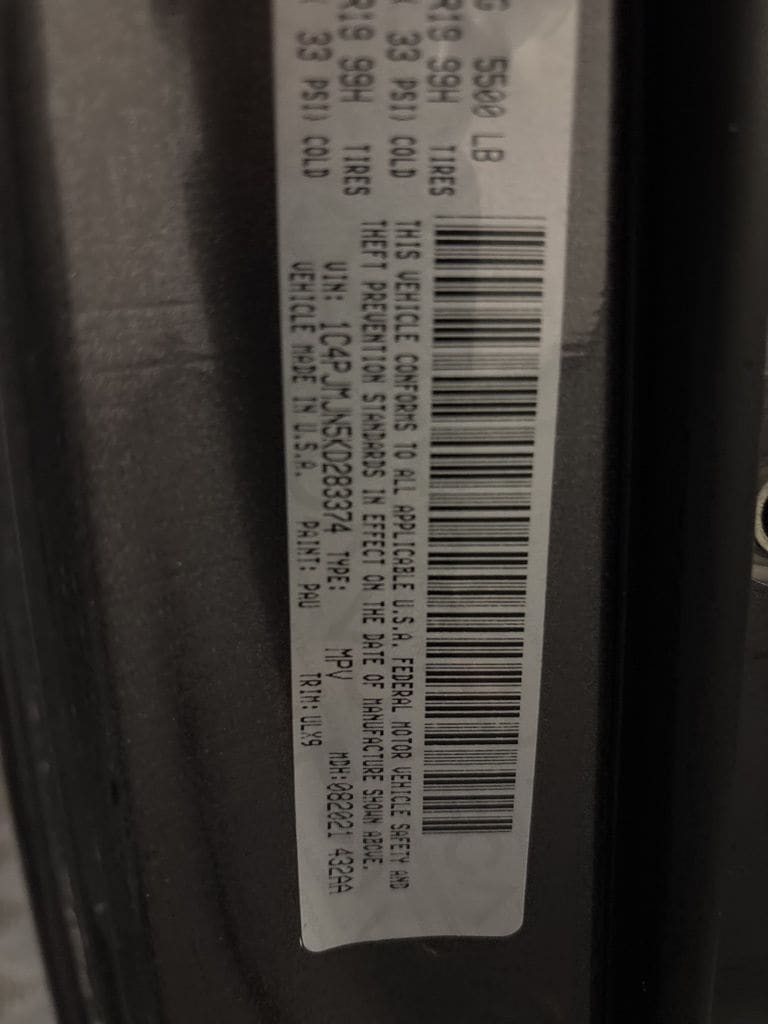 G 5500 LB
R19 99H TIRES
33 PSI) COLD
R19 99H TIRES
33 PSI) COLD
THIS VEHICLE CONFORMS TO ALL APPLICABLE U.S.A. FEDERAL MOTOR VEHICLE SAFETY AND
THEFT PREVENTION STANDARDS IN EFFECT ON THE DATE OF MANUFACTURE SHOWN ABOVE.
VIN: 1C4PJMJN5KD283374 TYPE: MPV MDH:082021 432AA
VEHICLE MADE IN U.S.A. PAINT: PAU TRIM: ULX9